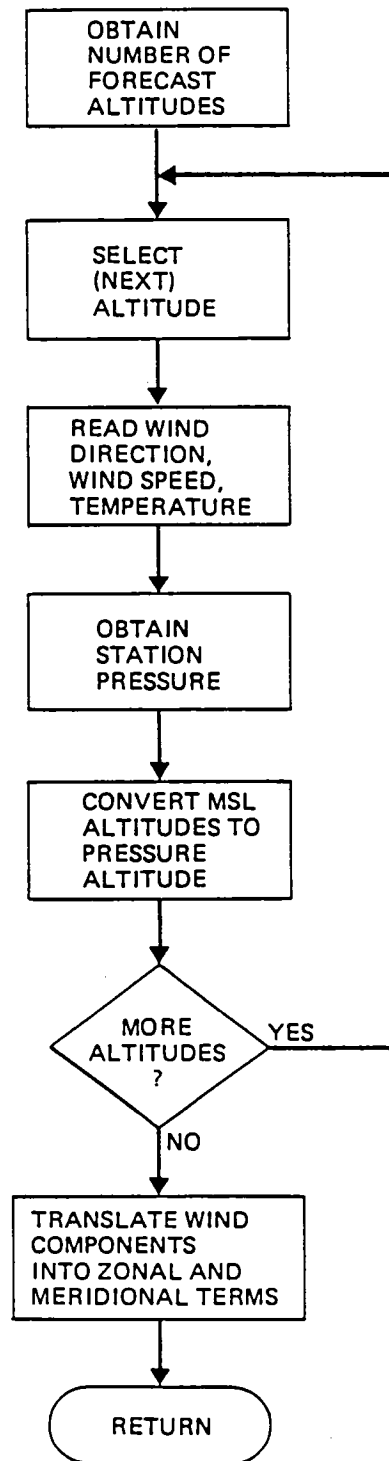 OBTAIN
NUMBER OF
FORECAST
ALTITUDES
SELECT
(NEXT)
ALTITUDE
READ WIND
DIRECTION,
WIND SPEED,
TEMPERATURE
OBTAIN
STATION
PRESSURE
CONVERT MSL
ALTITUDES TO
PRESSURE
ALTITUDE
MORE
ALTITUDES
?
YES
NO
TRANSLATE WIND
COMPONENTS
INTO ZONAL AND
MERIDIONAL TERMS
RETURN